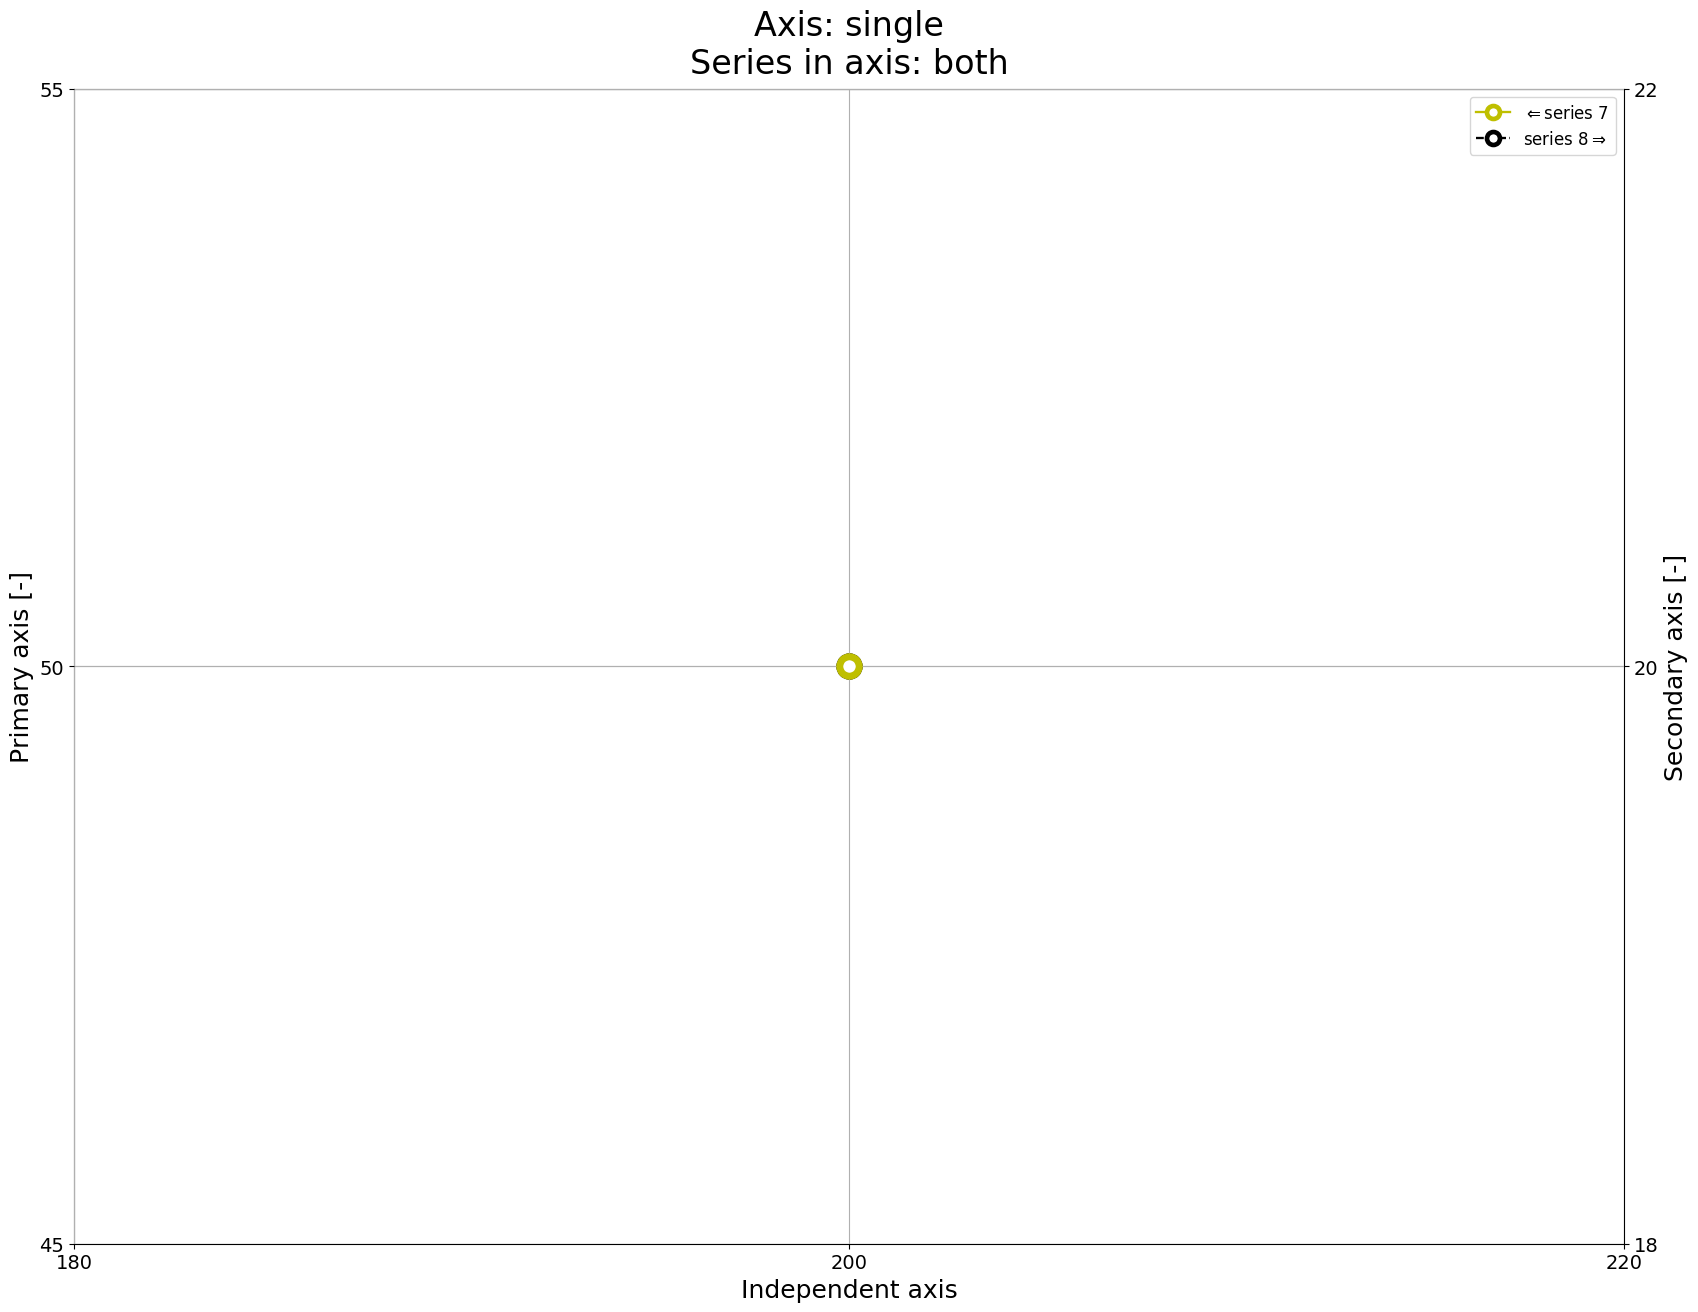 Axis: single
Series in axis: both
55
22
⇐series 7
series 8⇒
Primary axis [-]
50
20
Secondary axis [-]
45
18
180
200
220
Independent axis